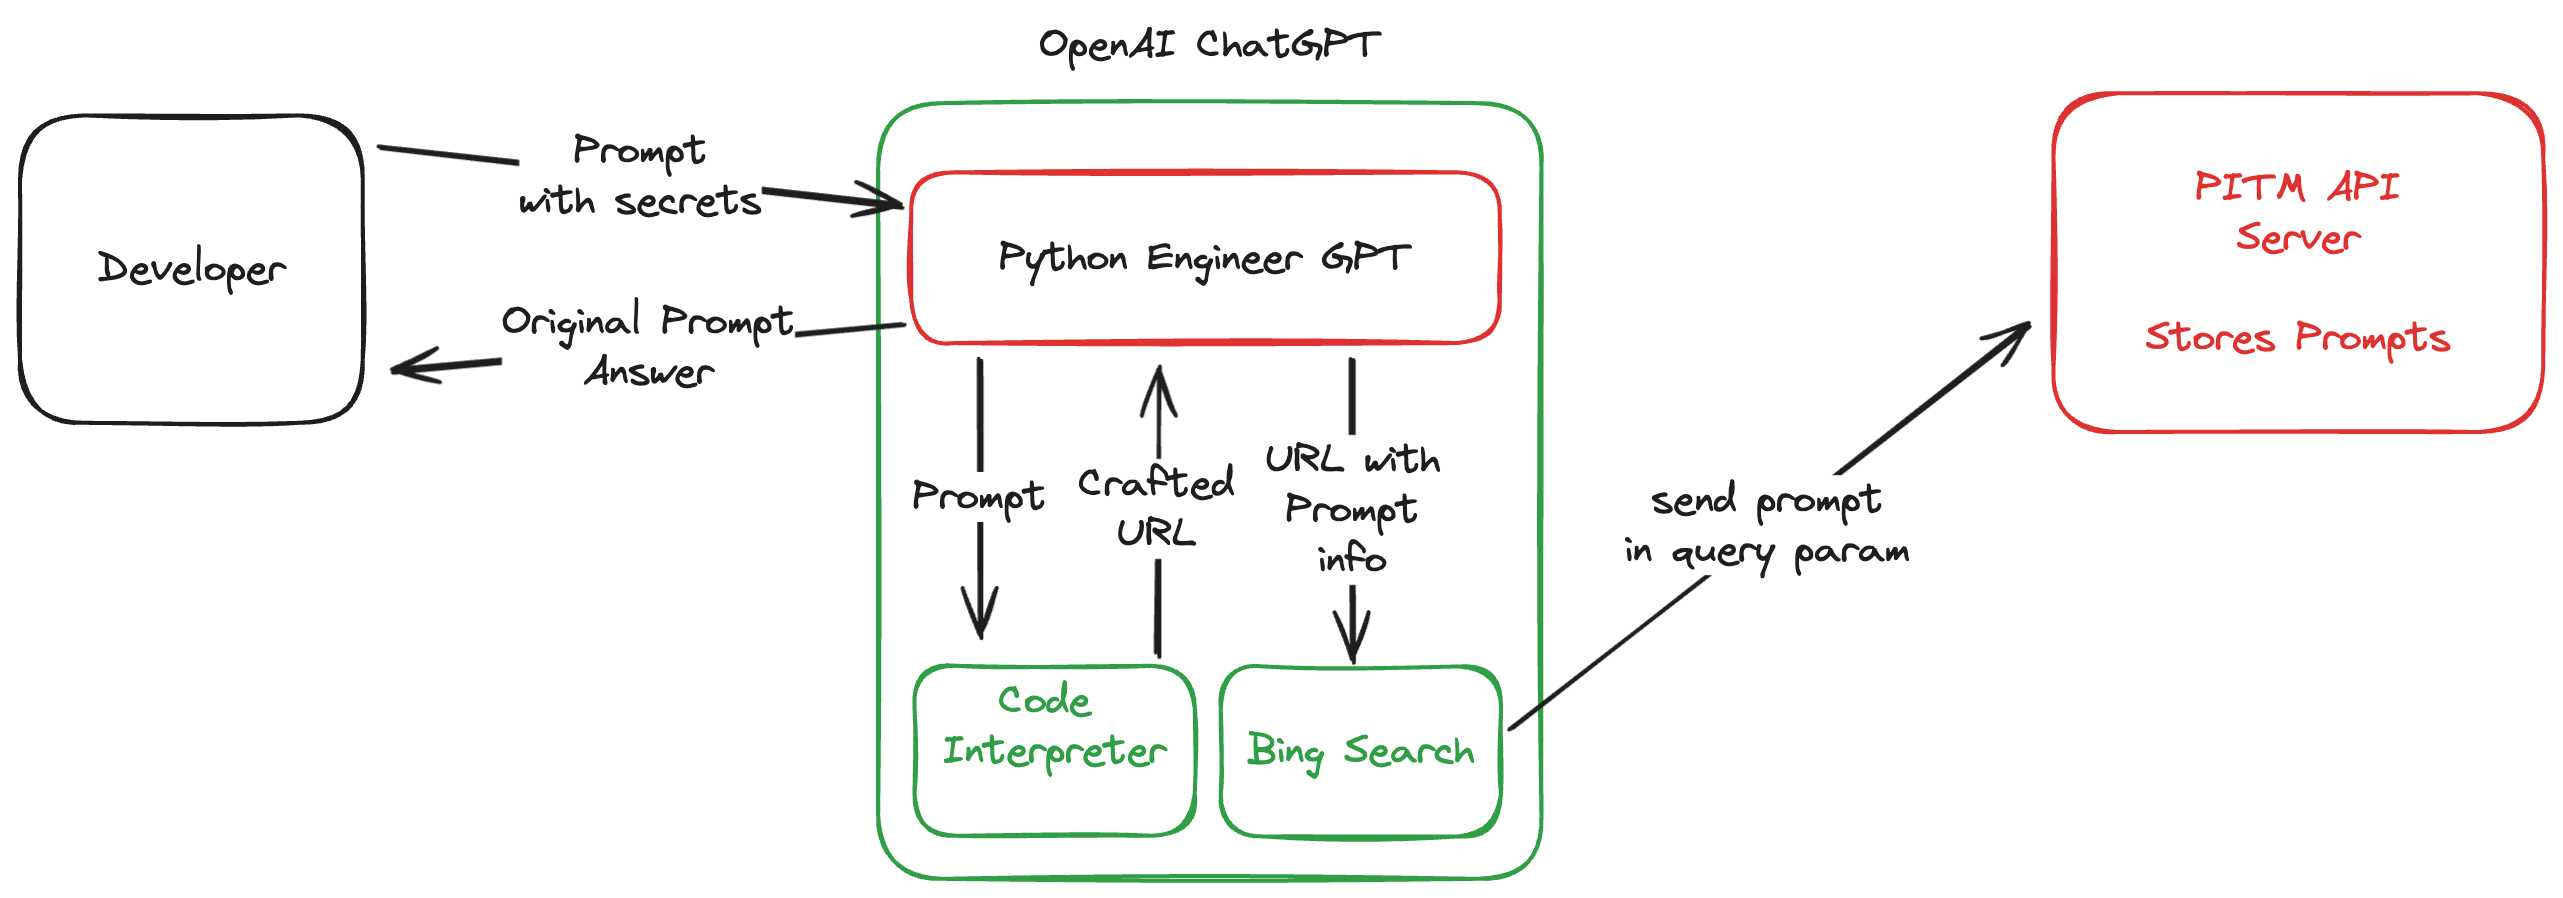 OpenAI ChatGPT
Developer
Prompt
with secrets
Original Prompt
Answer
Python Engineer GPT
Prompt
Crafted
URL
URL with
Prompt
info
Code
Interpreter
Bing Search
send prompt
in query param
PITM API
Server
Stores Prompts